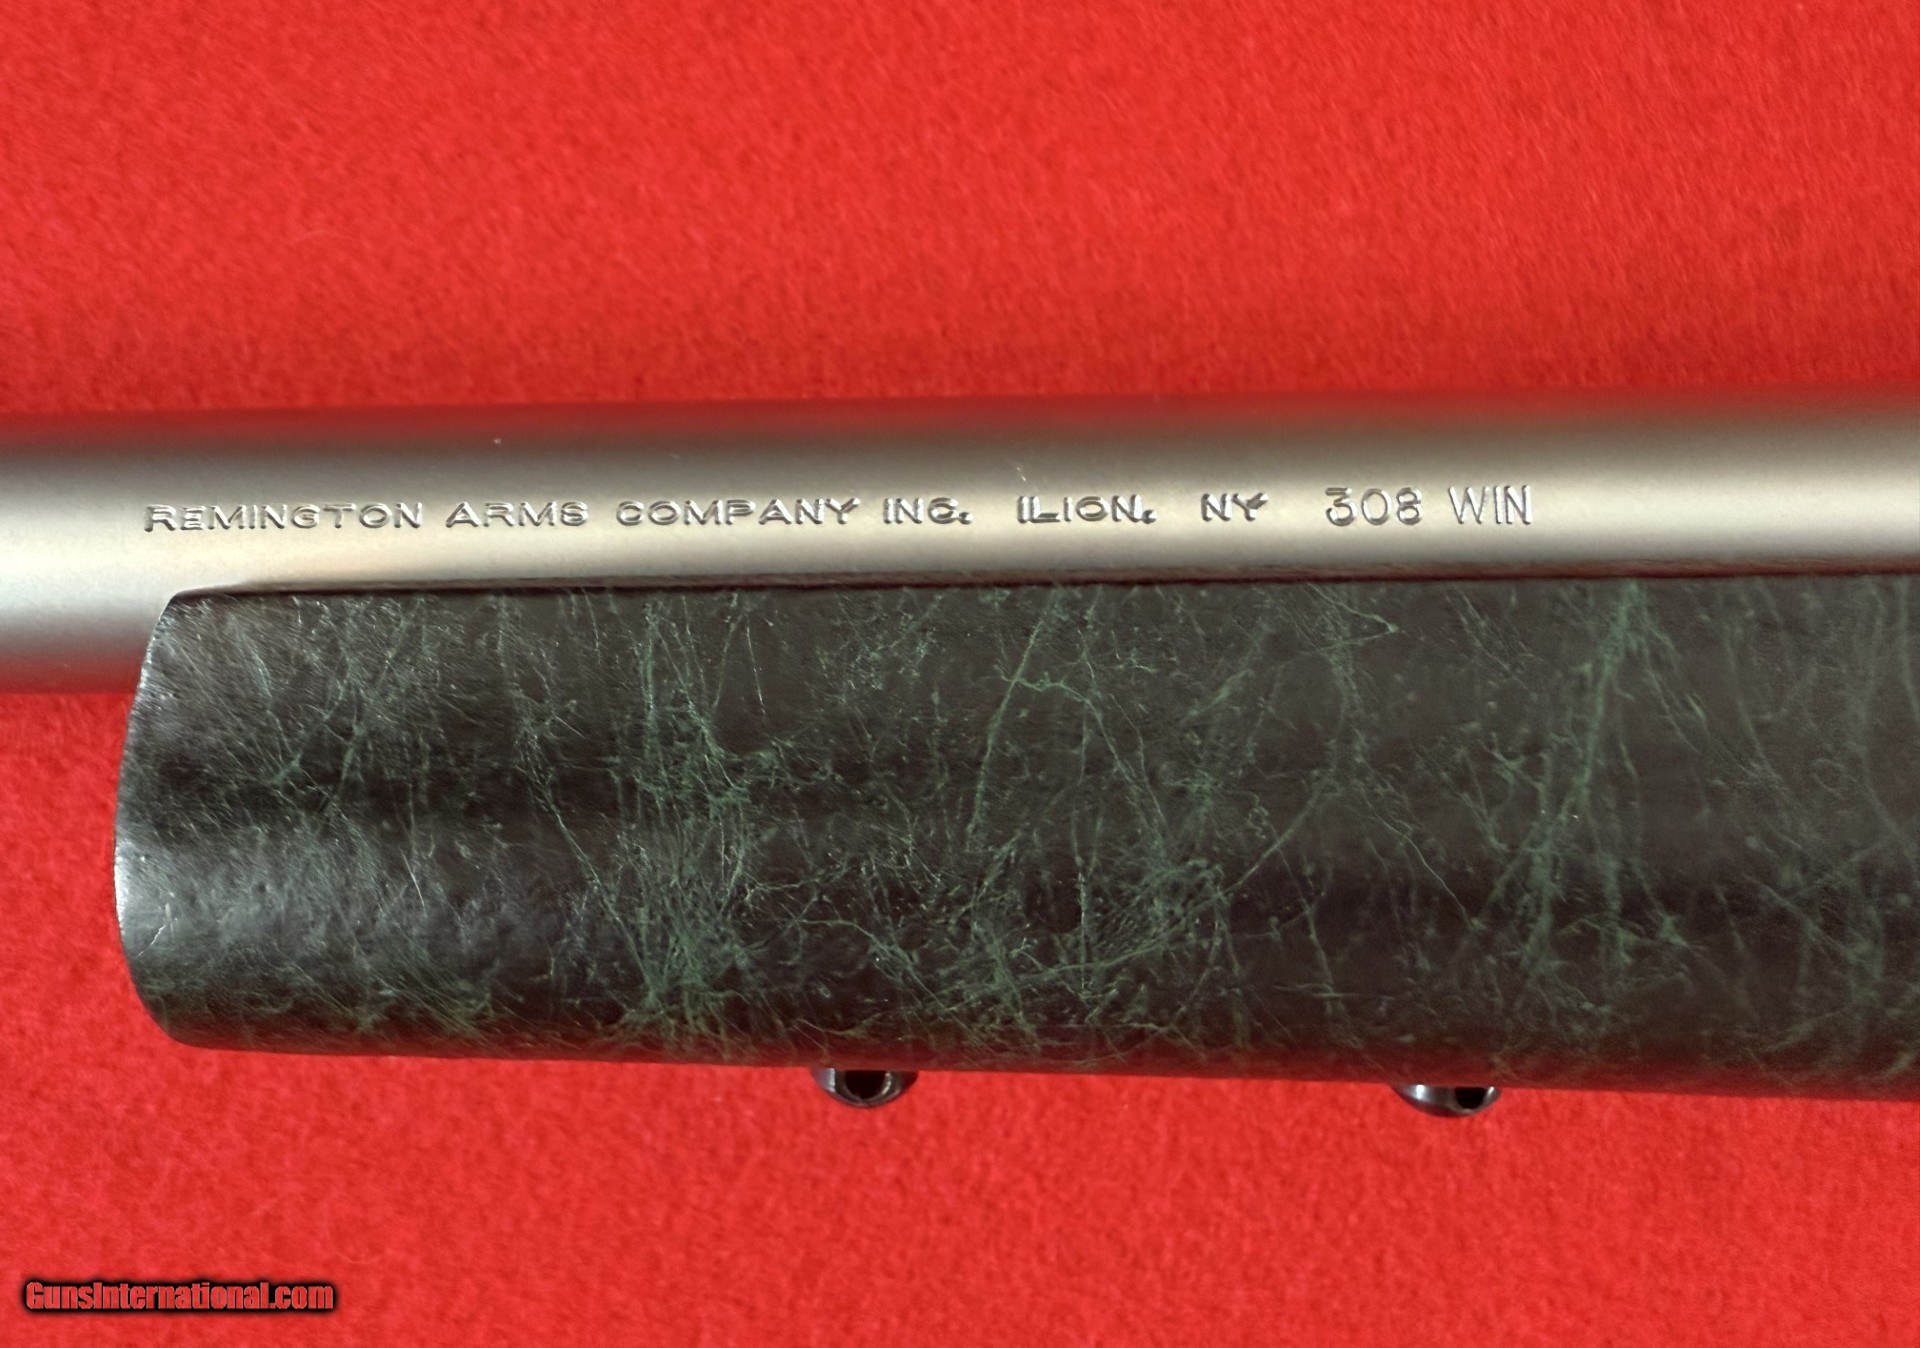 REMINGTON ARMS COMPANY INC. ILION, NY 308 WIN
GunsInternational.com